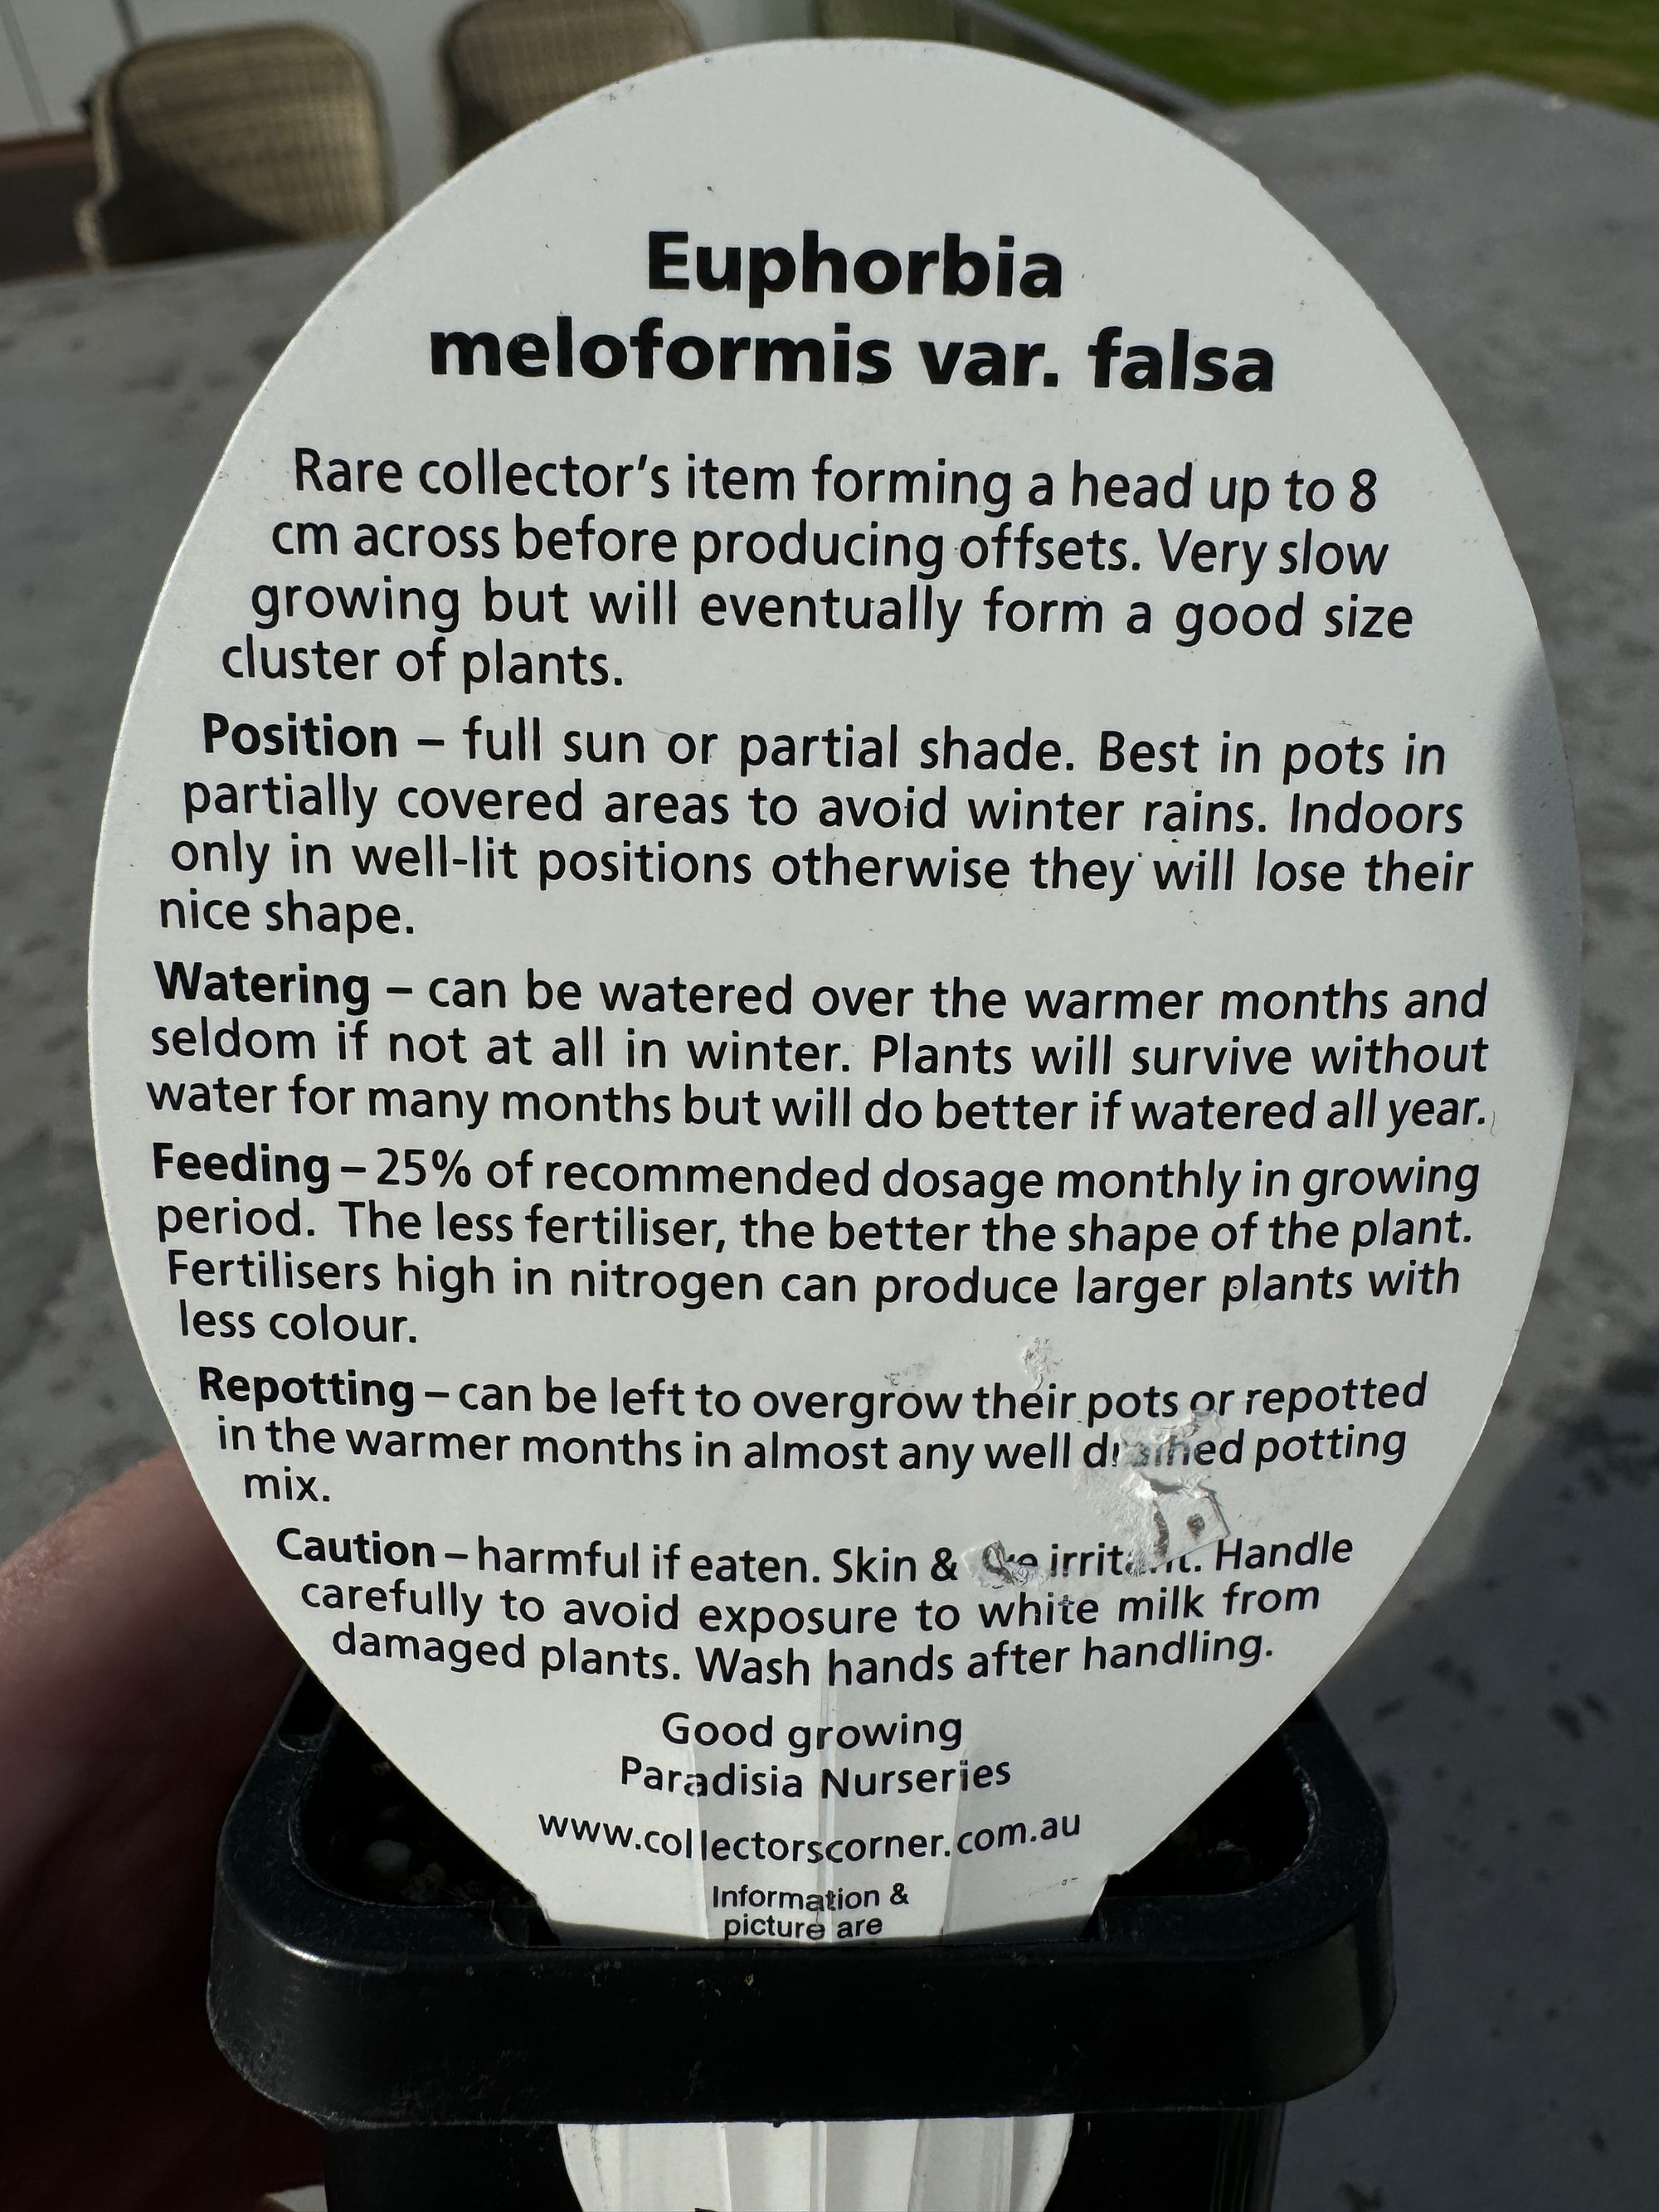 Euphorbia
meloformis var. falsa
Rare collector's item forming a head up to 8
cm across before producing offsets. Very slow
growing but will eventually form a good size
cluster of plants.
Position – full sun or partial shade. Best in pots in
partially covered areas to avoid winter rains. Indoors
only in well-lit positions otherwise they will lose their
nice shape.
Watering – can be watered over the warmer months and
seldom if not at all in winter. Plants will survive without
water for many months but will do better if watered all year.
Feeding – 25% of recommended dosage monthly in growing
period. The less fertiliser, the better the shape of the plant.
Fertilisers high in nitrogen can produce larger plants with
less colour.
Repotting – can be left to overgrow their pots or repotted
in the warmer months in almost any well drained potting
mix.
Caution – harmful if eaten. Skin & eye irritant. Handle
carefully to avoid exposure to white milk from
damaged plants. Wash hands after handling.
Good growing
Paradisia Nurseries
www.collectorscorner.com.au
Information &
picture are